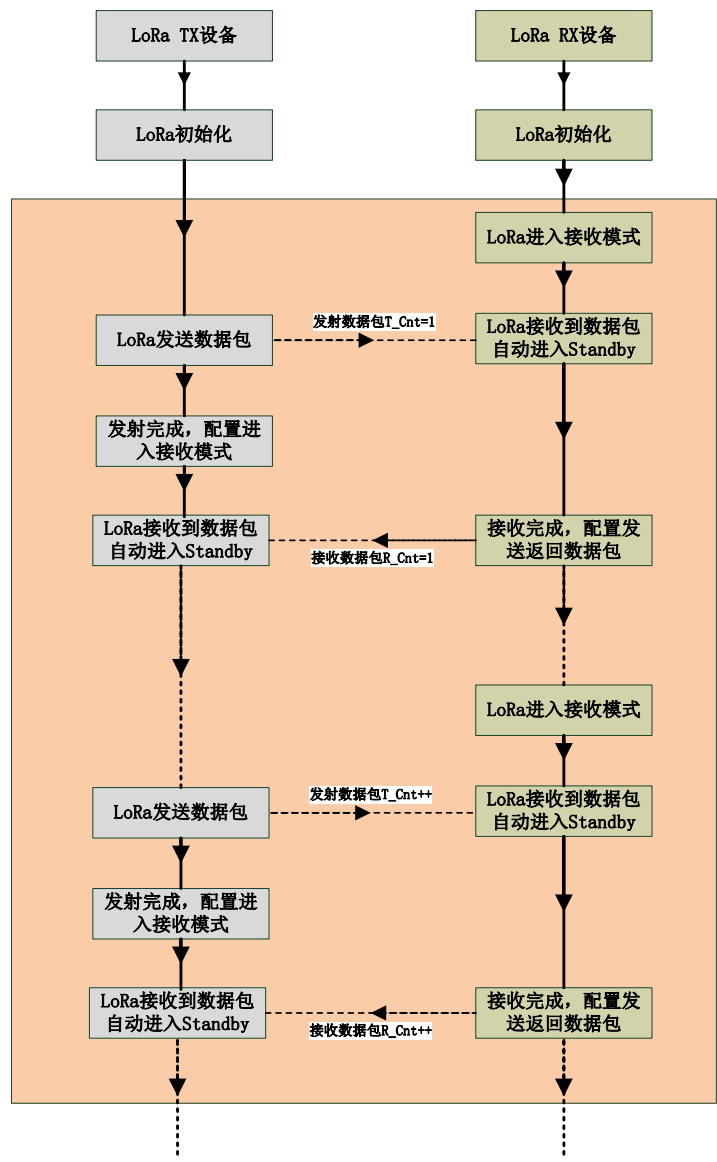 LoRa TX设备
LoRa RX设备
LoRa初始化
LoRa初始化
LoRa进入接收模式
发射数据包T_Cnt=1
LoRa发送数据包
LoRa接收到数据包
自动进入Standby
发射完成，配置进
入接收模式
LoRa接收到数据包
自动进入Standby
接收完成，配置发
送返回数据包
接收数据包R_Cnt=1
LoRa进入接收模式
发射数据包T_Cnt++
LoRa发送数据包
LoRa接收到数据包
自动进入Standby
发射完成，配置进
入接收模式
LoRa接收到数据包
自动进入Standby
接收完成，配置发
送返回数据包
接收数据包R_Cnt++